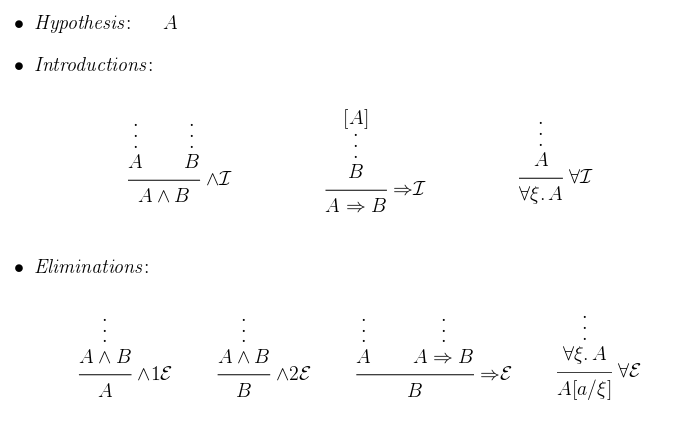 • Hypothesis: A
• Introductions:
[A]
⋮ ⋮ ⋮ ⋮
A B B A
∧I ⇒I ∀I
A ∧ B A ⇒ B ∀ξ.A
• Eliminations:
⋮ ⋮ ⋮ ⋮ ⋮
A ∧ B A ∧ B A A ⇒ B ∀ξ.A
∧1E ∧2E ⇒E ∀E
A B B A[a/ξ]